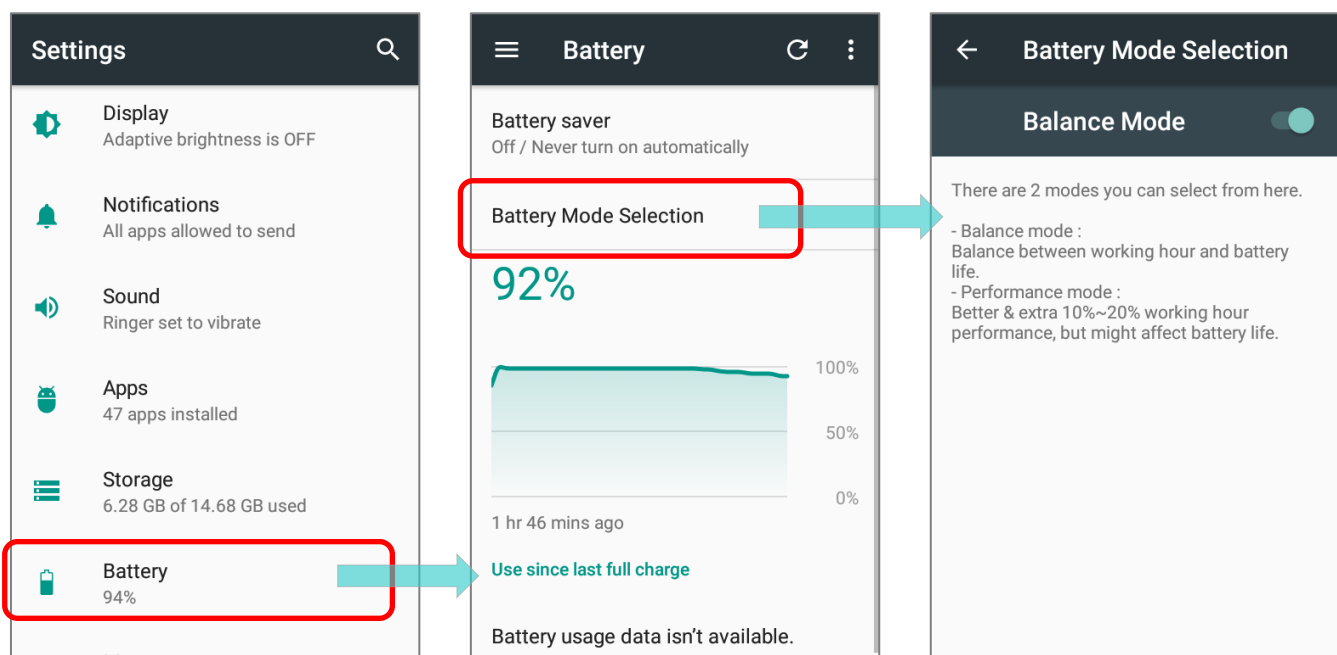 Settings
Display
Adaptive brightness is OFF
Notifications
All apps allowed to send
Sound
Ringer set to vibrate
Apps
47 apps installed
Storage
6.28 GB of 14.68 GB used
Battery
94%
Battery
Battery saver
Off / Never turn on automatically
Battery Mode Selection
92%
100%
50%
0%
1 hr 46 mins ago
Use since last full charge
Battery usage data isn't available.
Battery Mode Selection
Balance Mode
There are 2 modes you can select from here.
- Balance mode :
Balance between working hour and battery
life.
- Performance mode :
Better & extra 10%~20% working hour
performance, but might affect battery life.